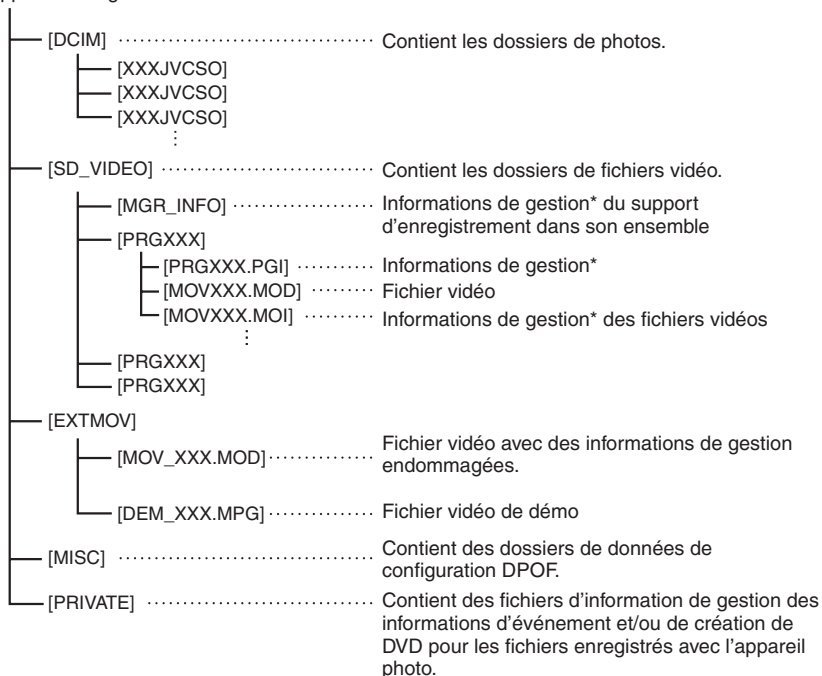 [DCIM] Contient les dossiers de photos.
[XXXJVCSO]
[XXXJVCSO]
[XXXJVCSO]
[SD_VIDEO] Contient les dossiers de fichiers vidéo.
[MGR_INFO] Informations de gestion* du support
d'enregistrement dans son ensemble
[PRGXXX]
[PRGXXX.PGI] Informations de gestion*
[MOVXXX.MOD] Fichier vidéo
[MOVXXX.MOI] Informations de gestion* des fichiers vidéos
[PRGXXX]
[PRGXXX]
[EXTMOV]
[MOV_XXX.MOD] Fichier vidéo avec des informations de gestion
endommagées.
[DEM_XXX.MPG] Fichier vidéo de démo
[MISC] Contient des dossiers de données de
configuration DPOF.
[PRIVATE] Contient des fichiers d'information de gestion des
informations d'événement et/ou de création de
DVD pour les fichiers enregistrés avec l'appareil
photo.